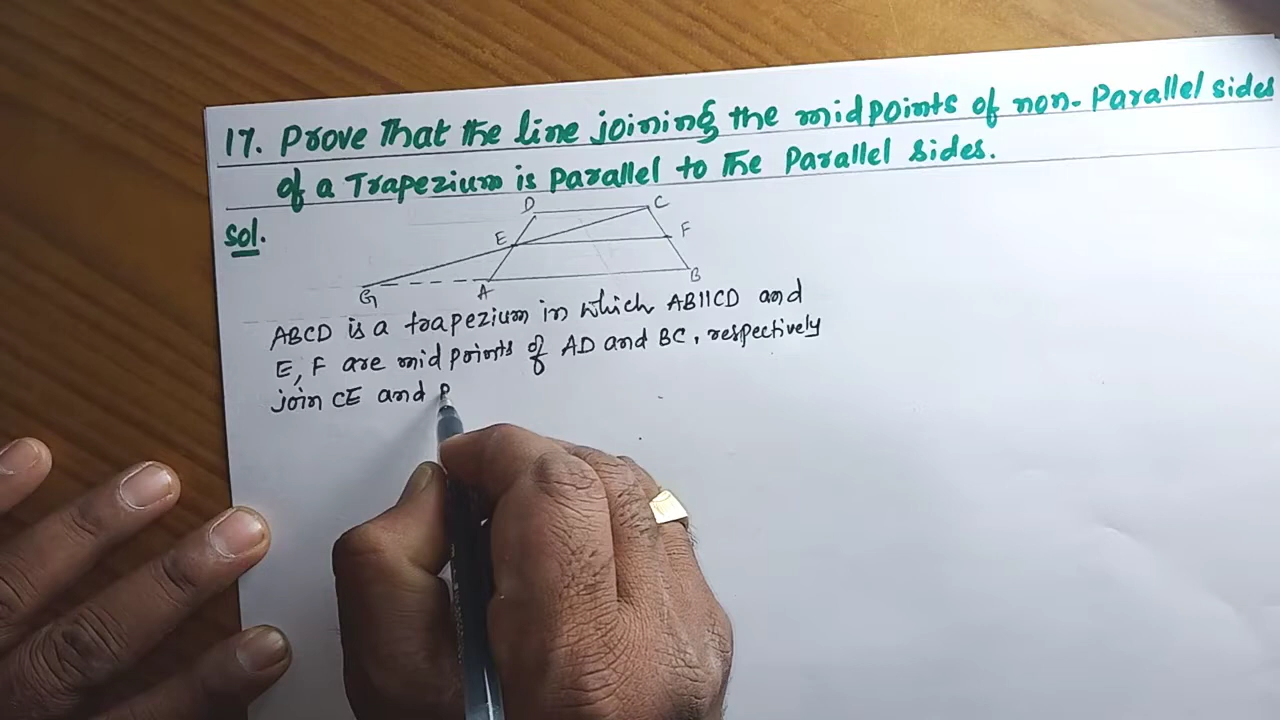 17. Prove that the line joining the midpoints of non-Parallel sides
of a Trapezium is parallel to the Parallel sides.
Sol.
D C
E F
G A B
ABCD is a trapezium in which AB||CD and
E, F are mid points of AD and BC, respectively
join CE and